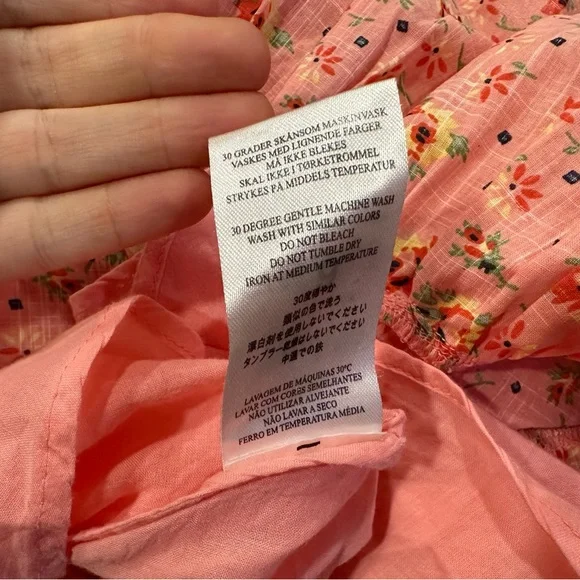 30 GRADER SKÅNSOM MASKINVASK
VASKES MED LIGNENDE FARGER
MÅ IKKE BLEKES
SKAL IKKE I TØRKETROMMEL
STRYKES PÅ MIDDELS TEMPERATUR
30 DEGREE GENTLE MACHINE WASH
WASH WITH SIMILAR COLORS
DO NOT BLEACH
DO NOT TUMBLE DRY
IRON AT MEDIUM TEMPERATURE
30度穏やか
類似の色で洗う
漂白剤を使用しないでください
タンブラー乾燥はしないでください
中温での鉄
LAVAGEM DE MÁQUINAS 30°C
LAVAR COM CORES SEMELHANTES
NÃO UTILIZAR ALVEJANTE
NÃO LAVAR A SECO
FERRO EM TEMPERATURA MÉDIA